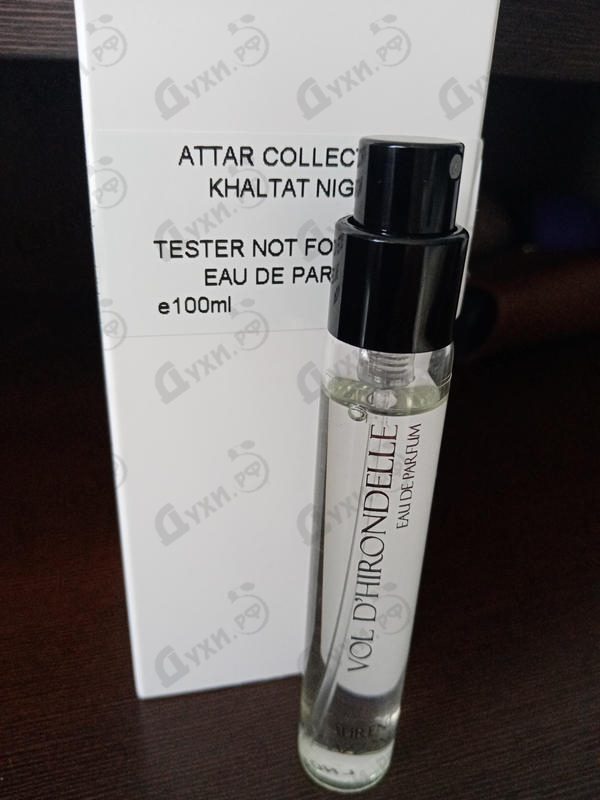 ATTAR COLLECT
KHALTAT NIG
TESTER NOT FO
EAU DE PAR
e100ml
VOL D'HIRONDELLE
EAU DE PARFUM
Духи.рф